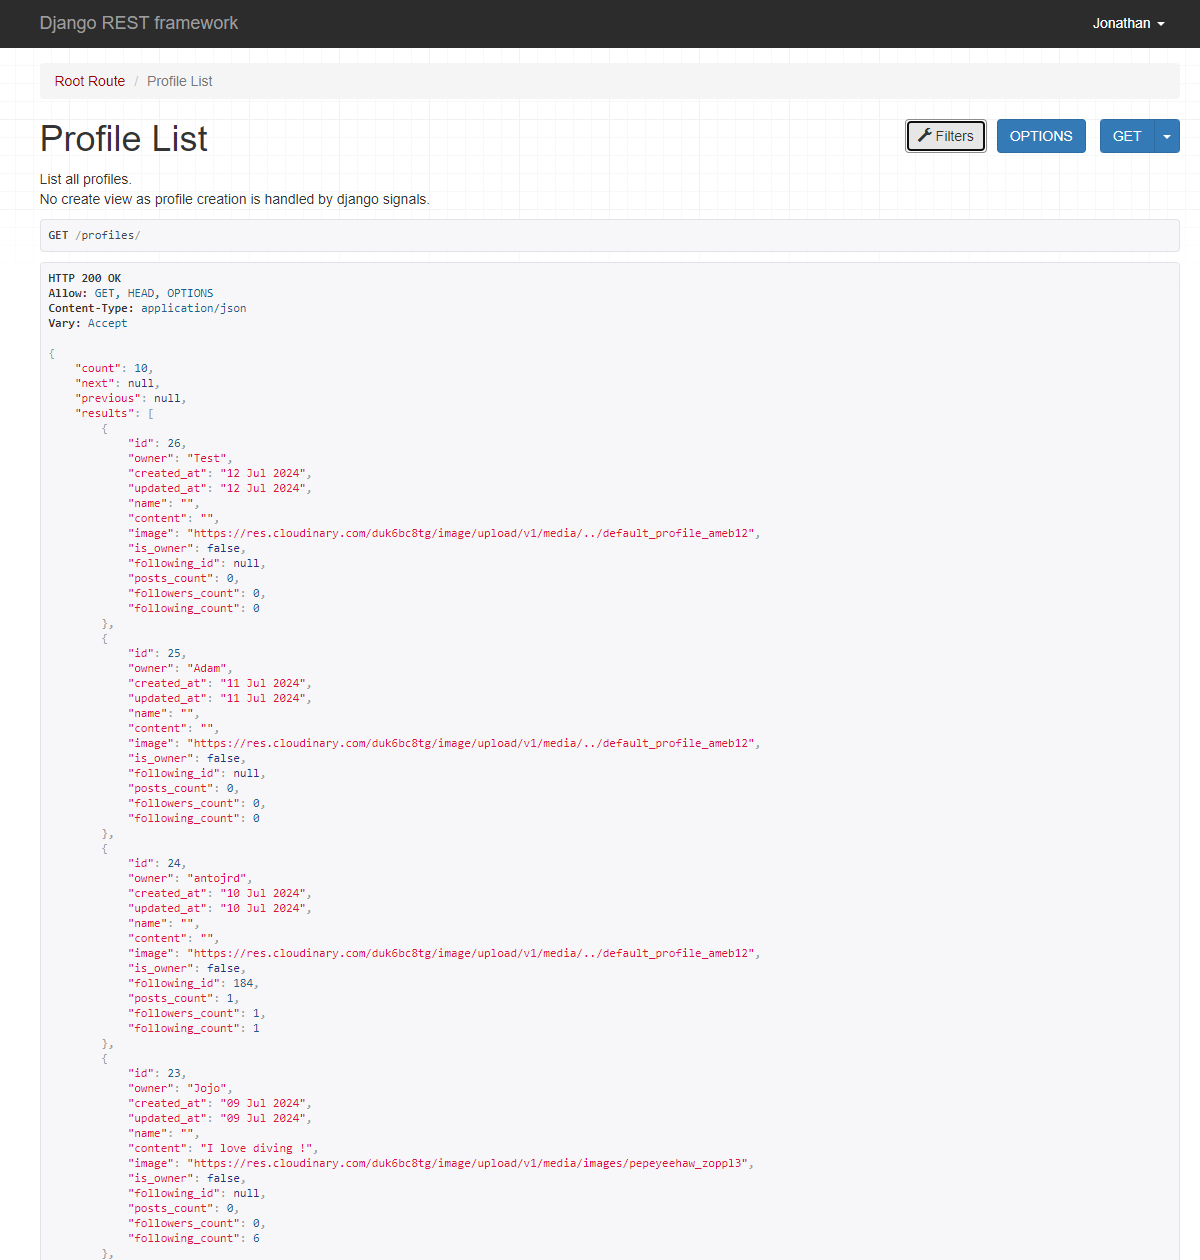 Django REST framework
Jonathan
Root Route / Profile List
Profile List
Filters
OPTIONS
GET
List all profiles.
No create view as profile creation is handled by django signals.
GET /profiles/
HTTP 200 OK
Allow: GET, HEAD, OPTIONS
Content-Type: application/json
Vary: Accept
{
    "count": 10,
    "next": null,
    "previous": null,
    "results": [
        {
            "id": 26,
            "owner": "Test",
            "created_at": "12 Jul 2024",
            "updated_at": "12 Jul 2024",
            "name": "",
            "content": "",
            "image": "https://res.cloudinary.com/duk6bc8tg/image/upload/v1/media/../default_profile_ameb12",
            "is_owner": false,
            "following_id": null,
            "posts_count": 0,
            "followers_count": 0,
            "following_count": 0
        },
        {
            "id": 25,
            "owner": "Adam",
            "created_at": "11 Jul 2024",
            "updated_at": "11 Jul 2024",
            "name": "",
            "content": "",
            "image": "https://res.cloudinary.com/duk6bc8tg/image/upload/v1/media/../default_profile_ameb12",
            "is_owner": false,
            "following_id": null,
            "posts_count": 0,
            "followers_count": 0,
            "following_count": 0
        },
        {
            "id": 24,
            "owner": "antojrd",
            "created_at": "10 Jul 2024",
            "updated_at": "10 Jul 2024",
            "name": "",
            "content": "",
            "image": "https://res.cloudinary.com/duk6bc8tg/image/upload/v1/media/../default_profile_ameb12",
            "is_owner": false,
            "following_id": 184,
            "posts_count": 1,
            "followers_count": 1,
            "following_count": 1
        },
        {
            "id": 23,
            "owner": "Jojo",
            "created_at": "09 Jul 2024",
            "updated_at": "09 Jul 2024",
            "name": "",
            "content": "I love diving !",
            "image": "https://res.cloudinary.com/duk6bc8tg/image/upload/v1/media/images/pepeyeehaw_zoppl3",
            "is_owner": false,
            "following_id": null,
            "posts_count": 0,
            "followers_count": 0,
            "following_count": 6
        },